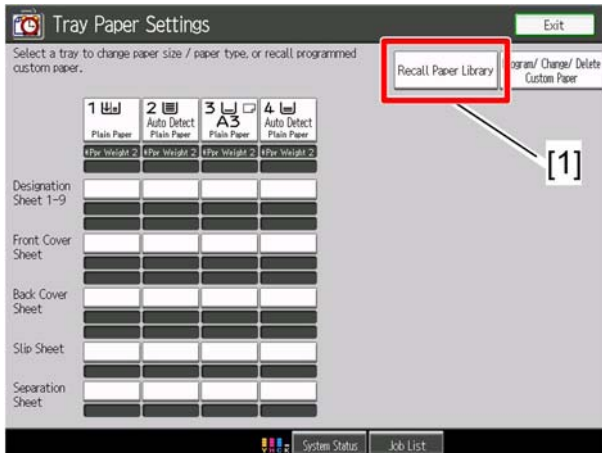 Tray Paper Settings
Exit
Select a tray to change paper size / paper type, or recall programmed
custom paper.
Recall Paper Library
ogram/ Change/ Delete
Custom Paper
[1]
1
Plain Paper
2
Auto Detect
Plain Paper
3
A3
Plain Paper
4
Auto Detect
Plain Paper
*Ppr Weight 2
*Ppr Weight 2
*Ppr Weight 2
*Ppr Weight 2
Designation
Sheet 1-9
Front Cover
Sheet
Back Cover
Sheet
Slip Sheet
Separation
Sheet
System Status
Job List